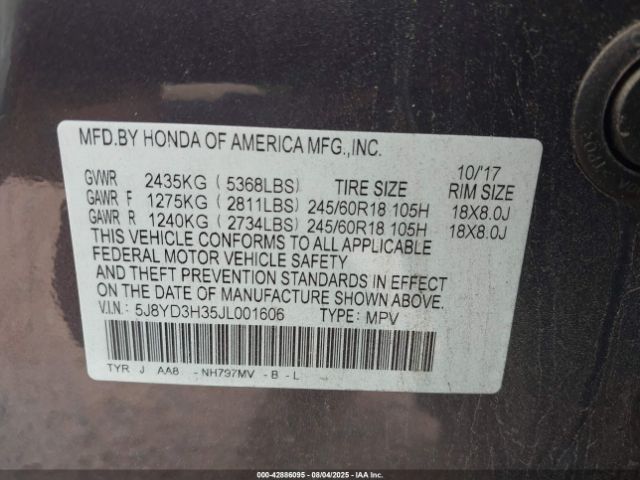 MFD.BY HONDA OF AMERICA MFG.,INC.
10/'17
GVWR 2435KG ( 5368LBS) TIRE SIZE RIM SIZE
GAWR F 1275KG ( 2811LBS) 245/60R18 105H 18X8.0J
GAWR R 1240KG ( 2734LBS) 245/60R18 105H 18X8.0J
THIS VEHICLE CONFORMS TO ALL APPLICABLE
FEDERAL MOTOR VEHICLE SAFETY
AND THEFT PREVENTION STANDARDS IN EFFECT
ON THE DATE OF MANUFACTURE SHOWN ABOVE.
V.I.N.: 5J8YD3H35JL001606 TYPE: MPV
TYR J AA8 -NH797MV -B -L
000-42886095 - 08/04/2025 - IAA Corp.